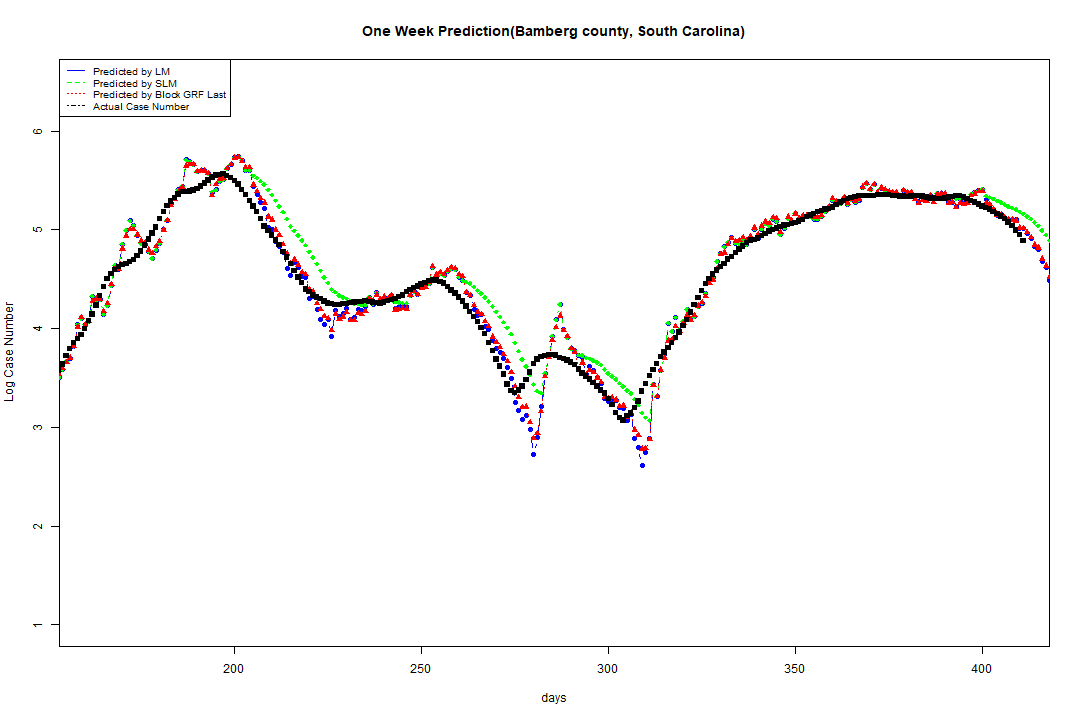 One Week Prediction(Bamberg county, South Carolina)
Predicted by LM
Predicted by SLM
Predicted by Block GRF Last
Actual Case Number
6
5
4
3
2
1
Log Case Number
200
250
300
350
400
days